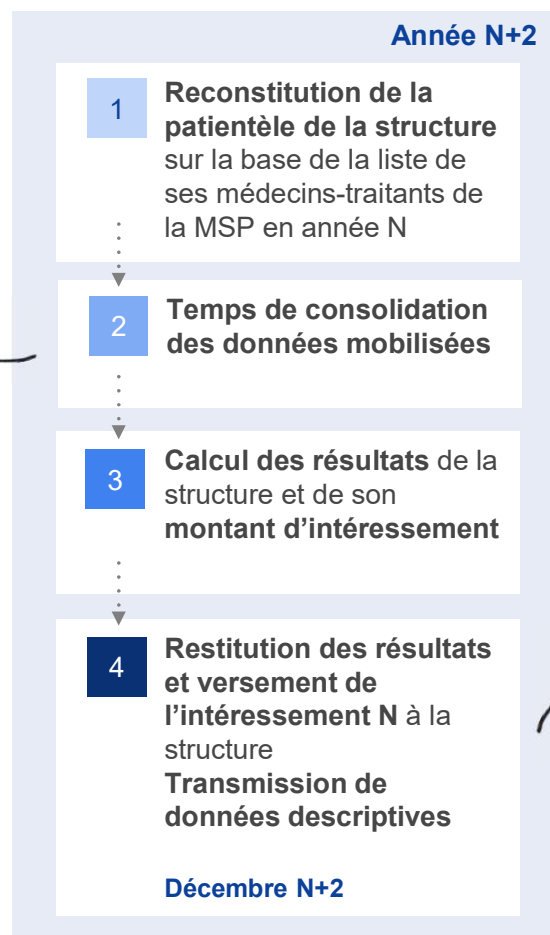 Année N+2
1
Reconstitution de la
patientèle de la structure
sur la base de la liste de
ses médecins-traitants de
la MSP en année N
2
Temps de consolidation
des données mobilisées
3
Calcul des résultats de la
structure et de son
montant d’intéressement
4
Restitution des résultats
et versement de
l’intéressement N à la
structure
Transmission de
données descriptives
Décembre N+2